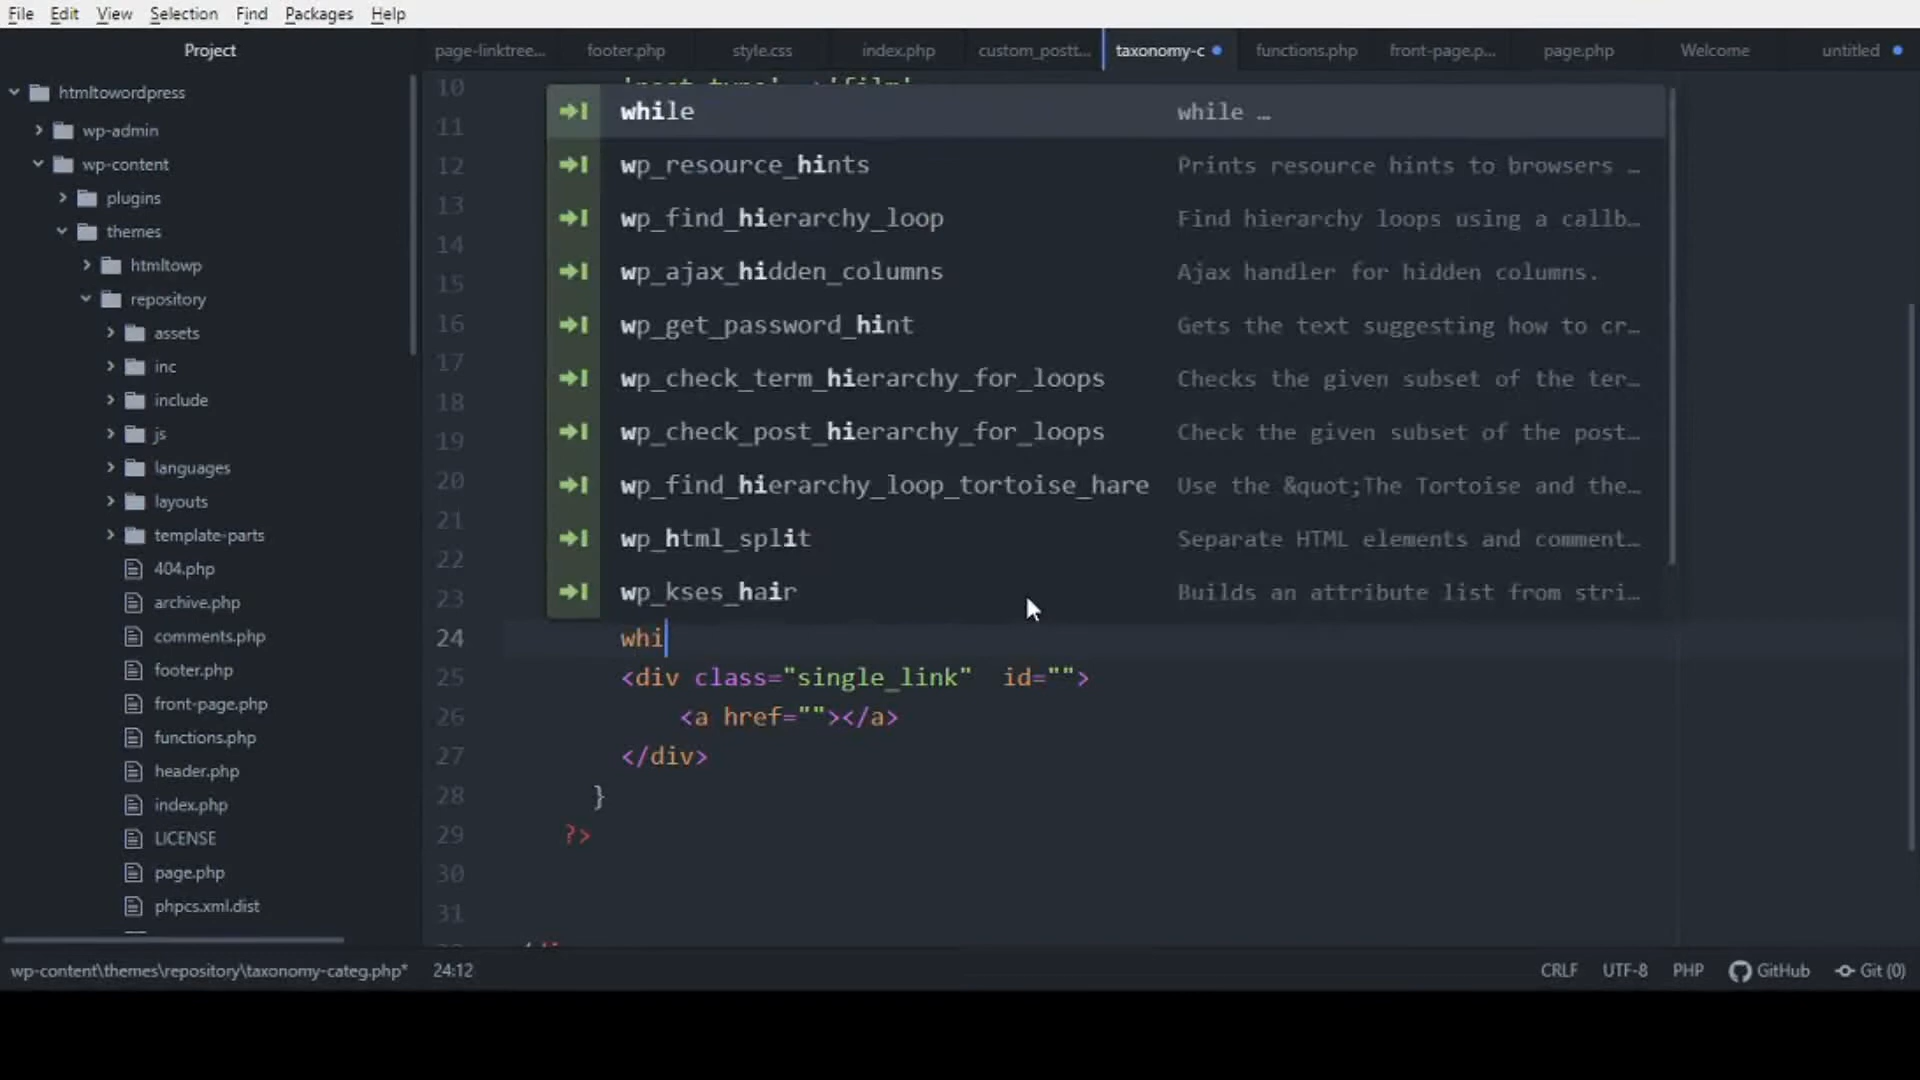 File Edit View Selection Find Packages Help
Project
page-linktree... footer.php style.css index.php custom_postt... taxonomy-c functions.php front-page.p... page.php Welcome untitled
htmltowordpress
wp-admin
wp-content
plugins
themes
htmltowp
repository
assets
inc
include
js
languages
layouts
template-parts
404.php
archive.php
comments.php
footer.php
front-page.php
functions.php
header.php
index.php
LICENSE
page.php
phpcs.xml.dist
10
11
12
13
14
15
16
17
18
19
20
21
22
23
while while …
wp_resource_hints Prints resource hints to browsers …
wp_find_hierarchy_loop Find hierarchy loops using a callb…
wp_ajax_hidden_columns Ajax handler for hidden columns.
wp_get_password_hint Gets the text suggesting how to cr…
wp_check_term_hierarchy_for_loops Checks the given subset of the ter…
wp_check_post_hierarchy_for_loops Check the given subset of the post…
wp_find_hierarchy_loop_tortoise_hare Use the &quot;The Tortoise and the…
wp_html_split Separate HTML elements and comment…
wp_kses_hair Builds an attribute list from stri…
24 whi
25 <div class="single_link" id="">
26 <a href=""></a>
27 </div>
28 }
29 ?>
30
31
wp-content\themes\repository\taxonomy-categ.php* 24:12 CRLF UTF-8 PHP GitHub Git (0)